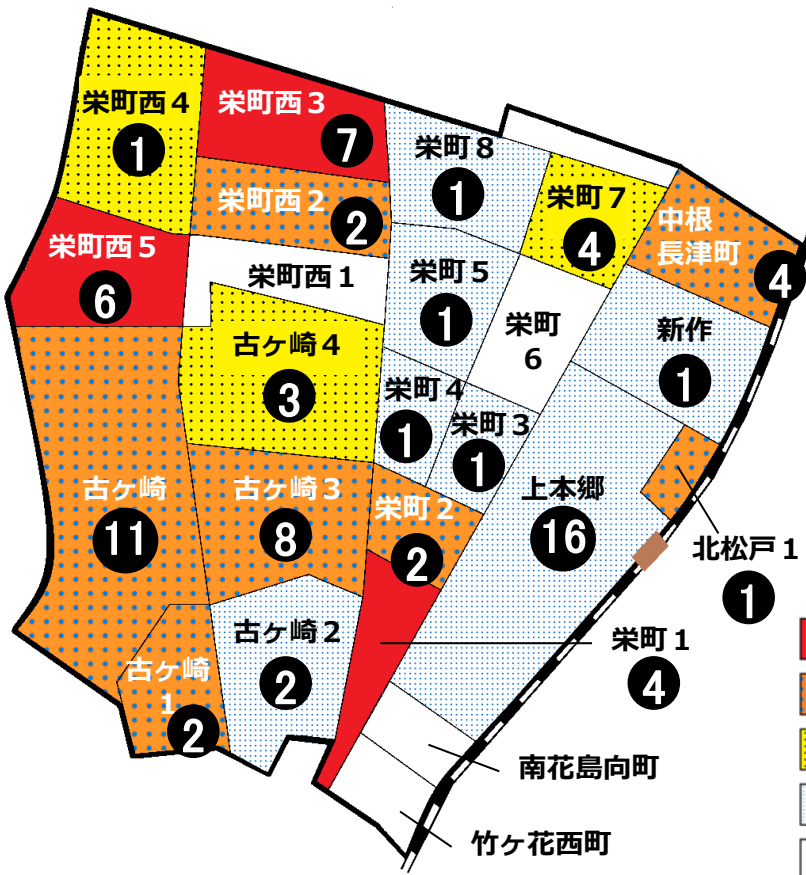 栄町西4
1
栄町西3
7
栄町8
1
栄町西2
2
栄町7
4
中根
長津町
4
栄町西5
6
栄町西1
栄町5
1
栄町
6
新作
1
古ヶ崎4
3
栄町4
1
栄町3
1
古ヶ崎
11
古ヶ崎3
8
栄町2
2
上本郷
16
北松戸1
1
古ヶ崎2
2
栄町1
4
古ヶ崎
1
2
南花島向町
竹ヶ花西町